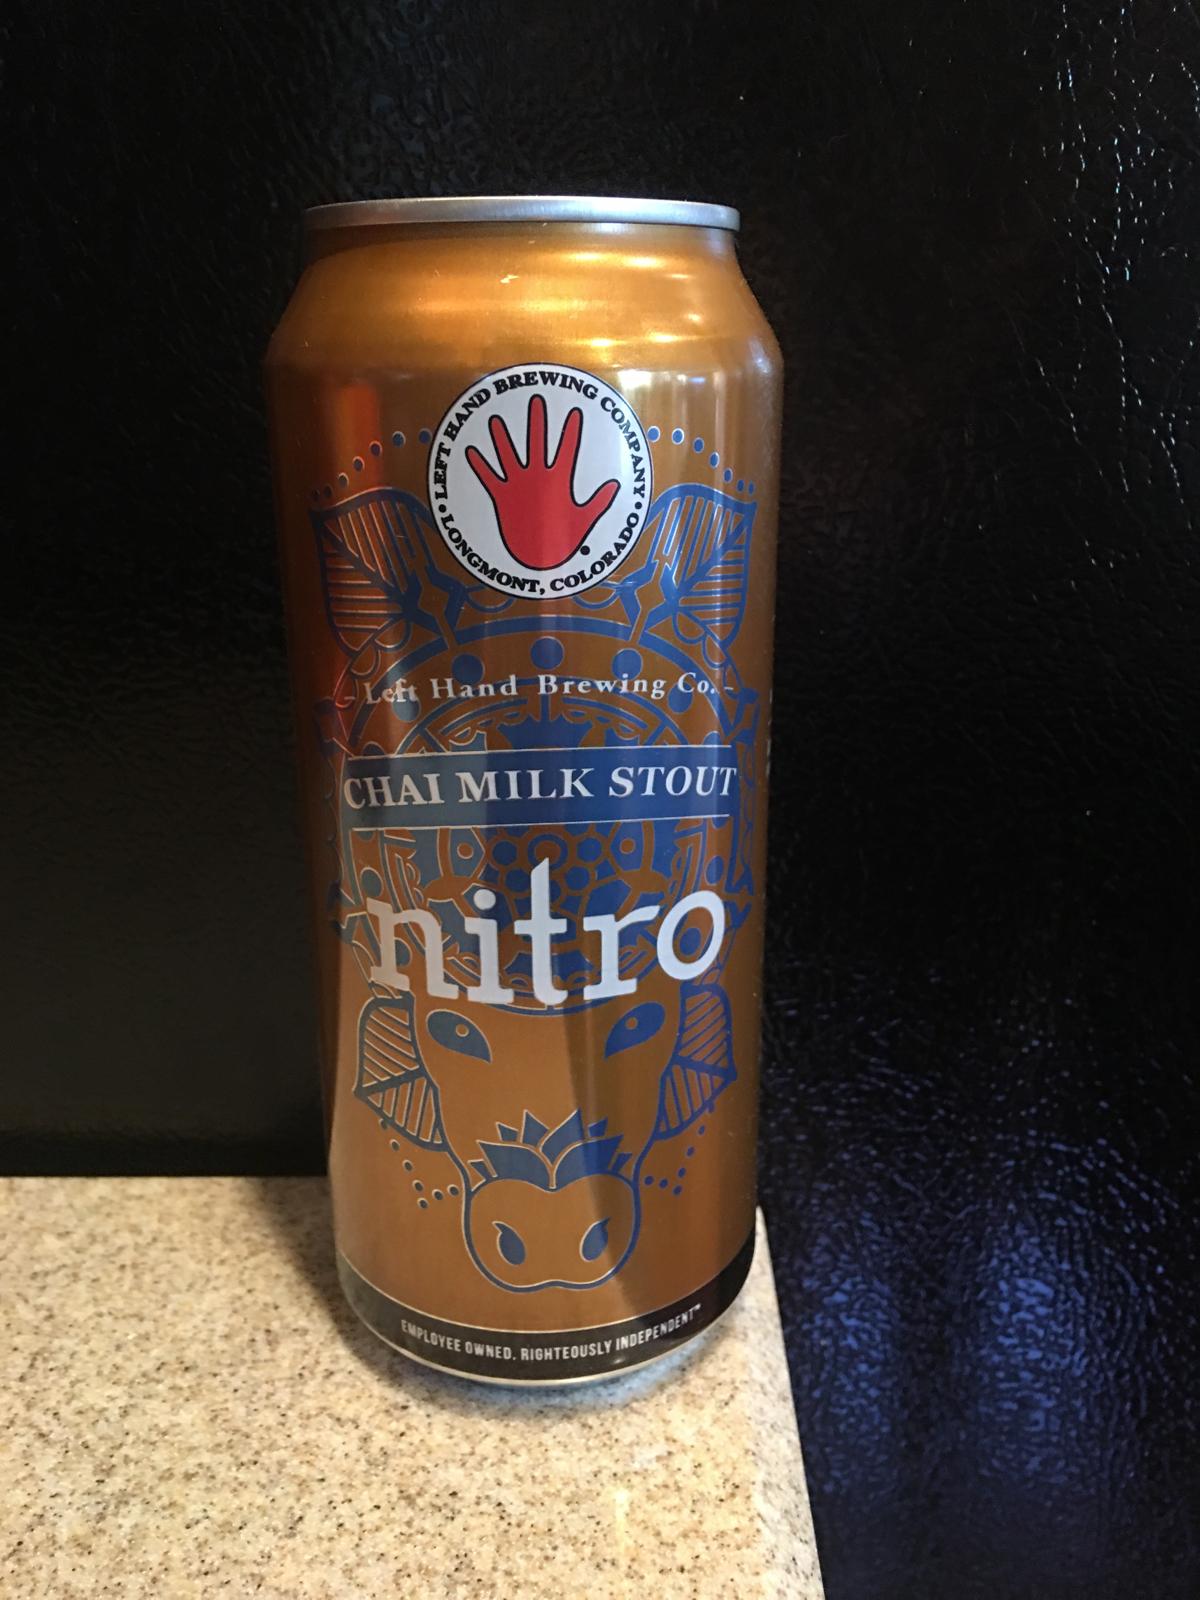 LEFT HAND BREWING COMPANY
• LONGMONT, COLORADO •
– Left Hand Brewing Co. –
CHAI MILK STOUT
nitro
EMPLOYEE OWNED. RIGHTEOUSLY INDEPENDENT™